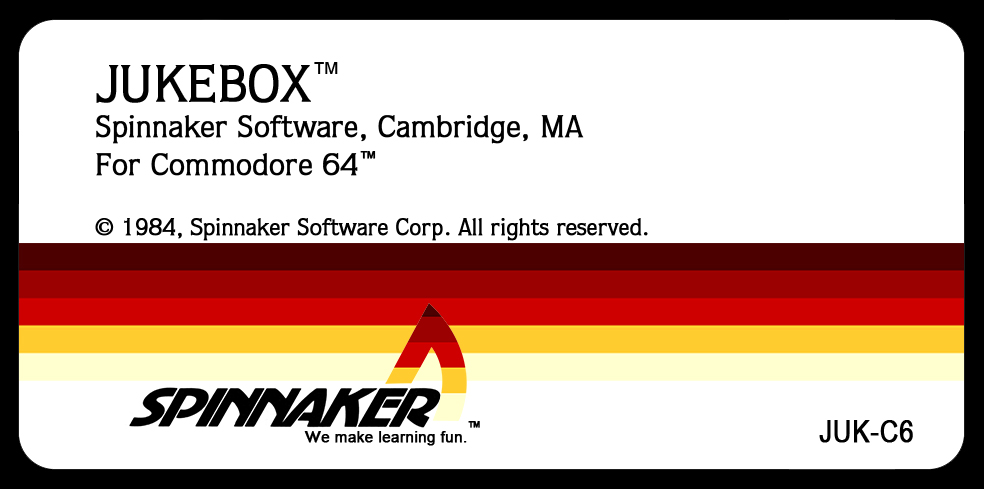 JUKEBOX™
Spinnaker Software, Cambridge, MA
For Commodore 64™
© 1984, Spinnaker Software Corp. All rights reserved.
SPINNAKER™
We make learning fun.
JUK-C6